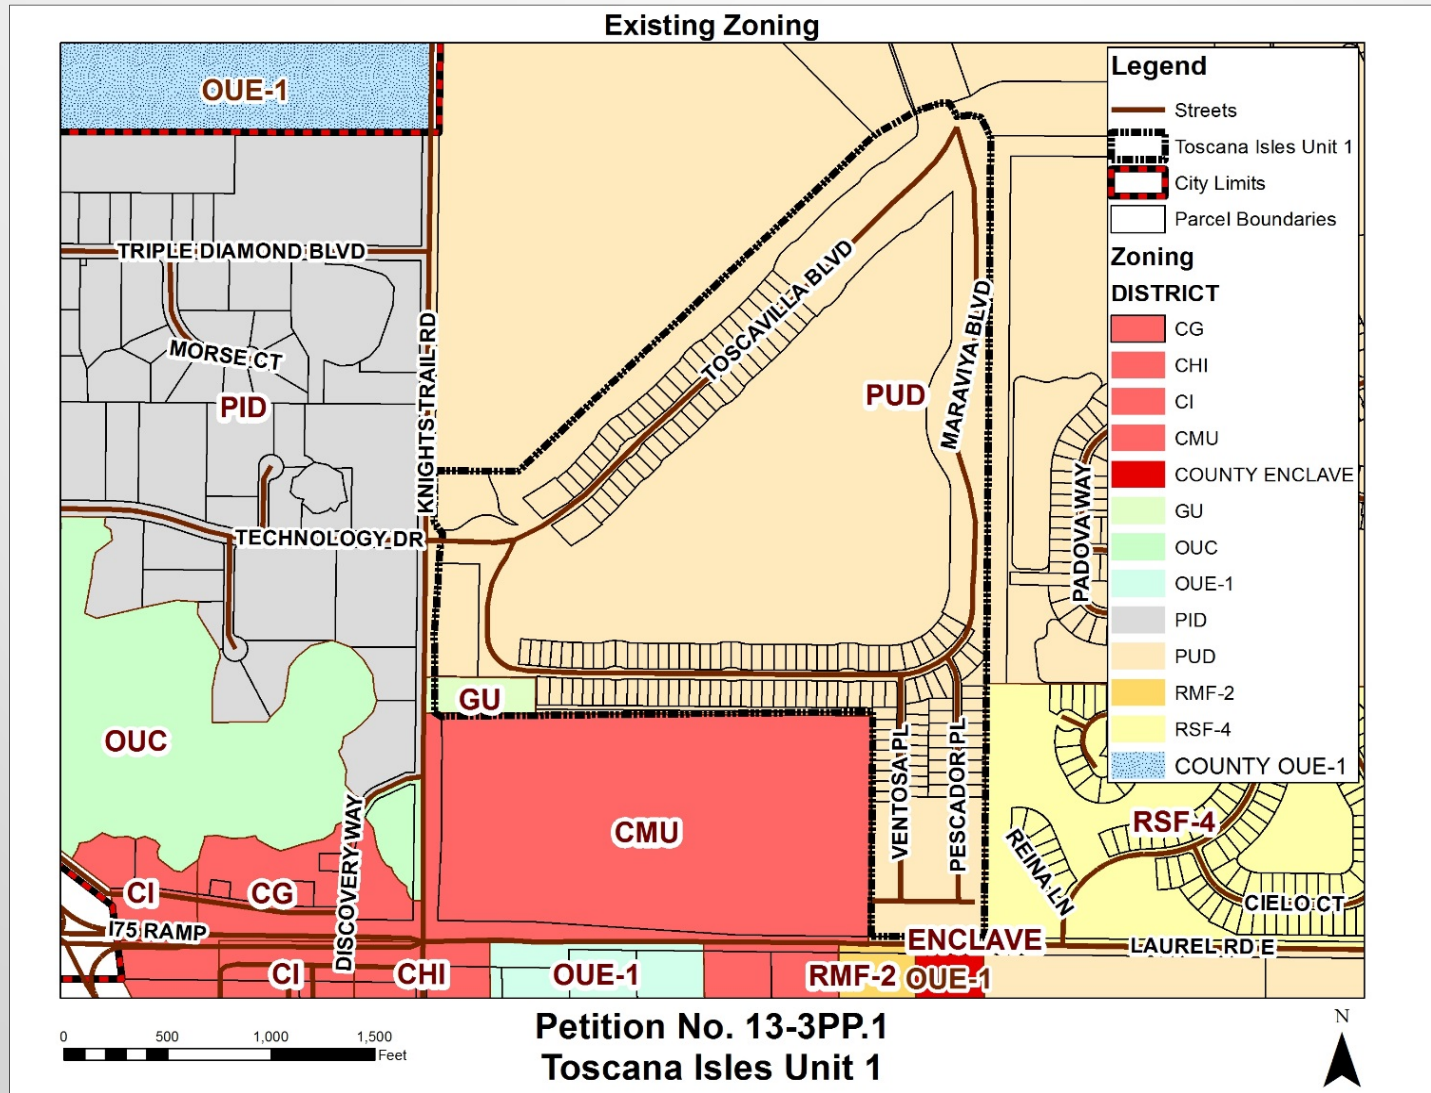 Existing Zoning
OUE-1
TRIPLE DIAMOND BLVD
MORSE CT
PID
KNIGHTS TRAIL RD
TECHNOLOGY DR
TOSCAVILLA BLVD
MARAVIYA BLVD
PUD
PADOVA WAY
GU
OUC
CMU
VENTOSA PL
PESCADOR PL
REINA LN
RSF-4
CIELO CT
DISCOVERY WAY
CI
CG
I75 RAMP
ENCLAVE
LAUREL RD E
CI
CHI
OUE-1
RMF-2
OUE-1
Legend
Streets
Toscana Isles Unit 1
City Limits
Parcel Boundaries
Zoning
DISTRICT
CG
CHI
CI
CMU
COUNTY ENCLAVE
GU
OUC
OUE-1
PID
PUD
RMF-2
RSF-4
COUNTY OUE-1
0 500 1,000 1,500
Feet
Petition No. 13-3PP.1
Toscana Isles Unit 1
N